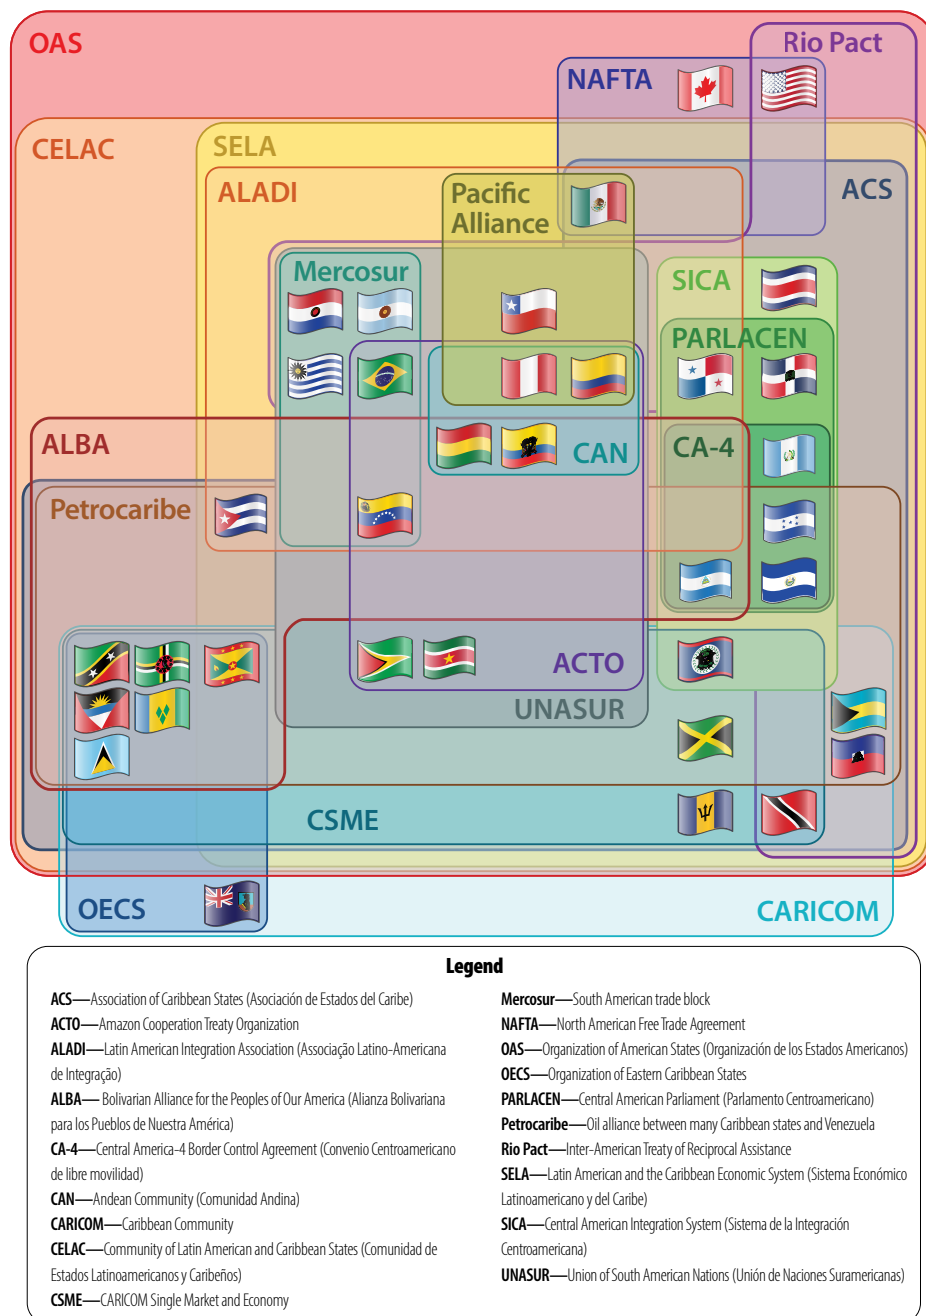 OAS
Rio Pact
NAFTA
CELAC
SELA
ALADI
Pacific
Alliance
ACS
Mercosur
SICA
PARLACEN
ALBA
CAN
CA-4
Petrocaribe
ACTO
UNASUR
CSME
OECS
CARICOM
Legend
ACS—Association of Caribbean States (Asociación de Estados del Caribe)
ACTO—Amazon Cooperation Treaty Organization
ALADI—Latin American Integration Association (Associação Latino-Americana
de Integração)
ALBA— Bolivarian Alliance for the Peoples of Our America (Alianza Bolivariana
para los Pueblos de Nuestra América)
CA-4—Central America-4 Border Control Agreement (Convenio Centroamericano
de libre movilidad)
CAN—Andean Community (Comunidad Andina)
CARICOM—Caribbean Community
CELAC—Community of Latin American and Caribbean States (Comunidad de
Estados Latinoamericanos y Caribeños)
CSME—CARICOM Single Market and Economy
Mercosur—South American trade block
NAFTA—North American Free Trade Agreement
OAS—Organization of American States (Organización de los Estados Americanos)
OECS—Organization of Eastern Caribbean States
PARLACEN—Central American Parliament (Parlamento Centroamericano)
Petrocaribe—Oil alliance between many Caribbean states and Venezuela
Rio Pact—Inter-American Treaty of Reciprocal Assistance
SELA—Latin American and the Caribbean Economic System (Sistema Económico
Latinoamericano y del Caribe)
SICA—Central American Integration System (Sistema de la Integración
Centroamericana)
UNASUR—Union of South American Nations (Unión de Naciones Suramericanas)